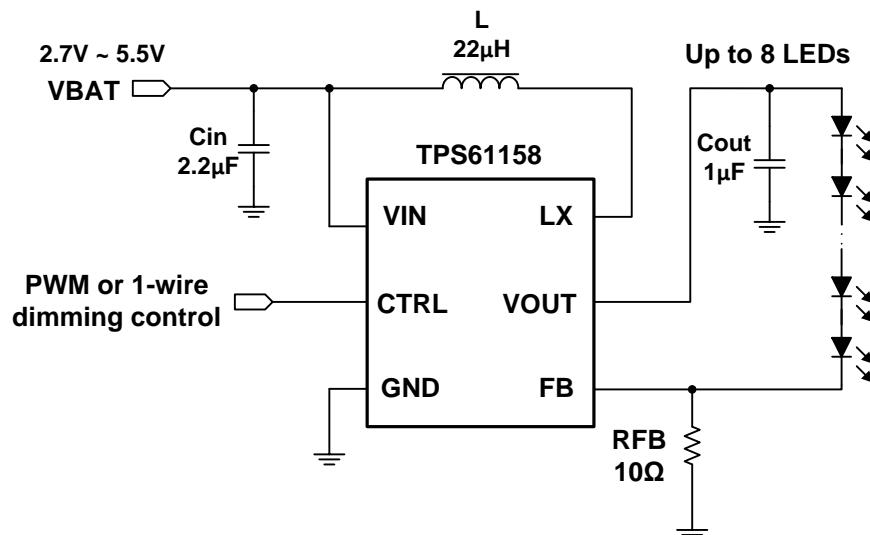 L
22µH
2.7V ~ 5.5V
VBAT
Up to 8 LEDs
Cin
2.2µF
TPS61158
Cout
1µF
VIN
LX
PWM or 1-wire
dimming control
CTRL
VOUT
GND
FB
RFB
10Ω